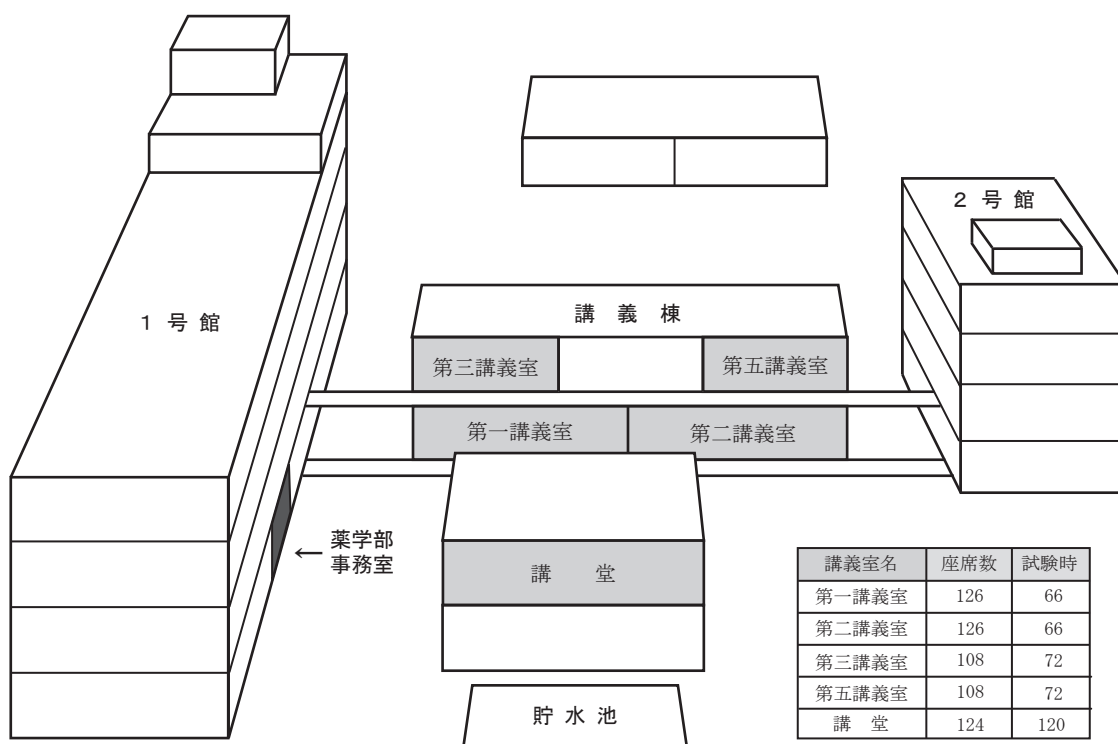 2 号 館
1 号 館
講 義 棟
第三講義室
第五講義室
第一講義室
第二講義室
← 薬学部
事務室
講 堂
貯 水 池
講義室名 座席数 試験時
第一講義室 126 66
第二講義室 126 66
第三講義室 108 72
第五講義室 108 72
講 堂 124 120